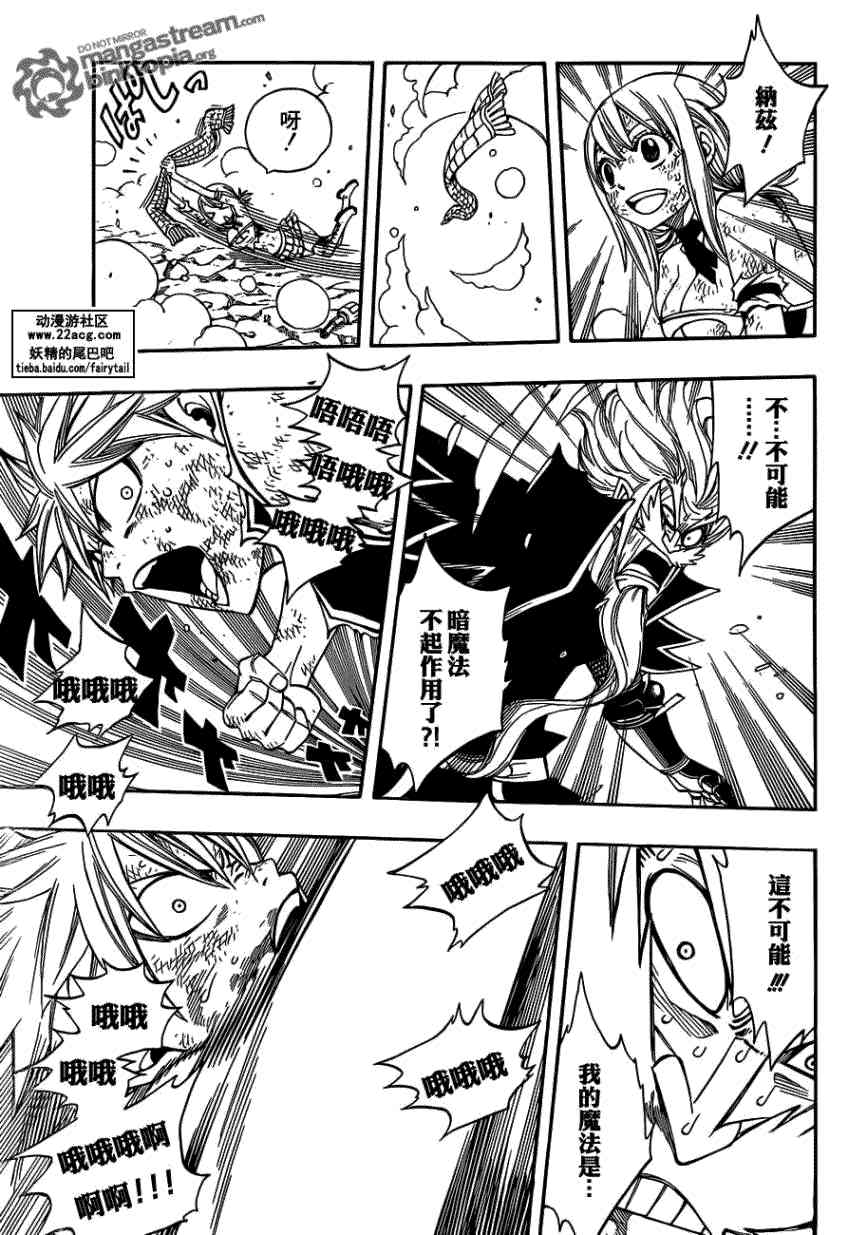 DO NOT MIRROR
mangastream.com
binktopia.org
納茲！
呀！
动漫游社区
www.22acg.com
妖精的尾巴吧
tieba.baidu.com/fairytail
不…不可能
……!!
暗魔法
不起作用了?!
唔唔唔
唔哦哦
哦哦哦
哦哦哦
哦哦
這不可能!!!
我的魔法是…
哦哦哦
哦哦哦
哦哦
哦哦
哦哦哦啊
啊啊!!!